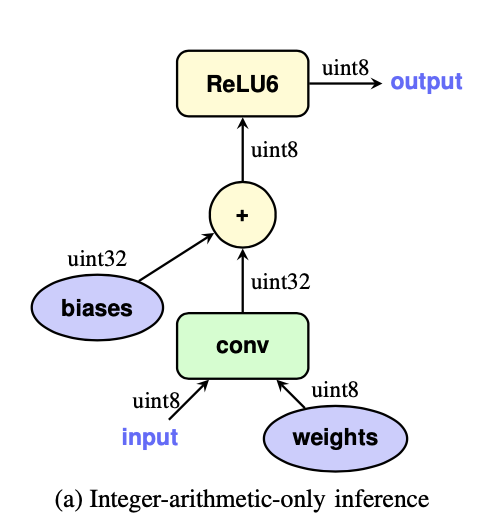 ReLU6
uint8
output
uint8
+
uint32
biases
uint32
conv
uint8
uint8
input
weights
(a) Integer-arithmetic-only inference